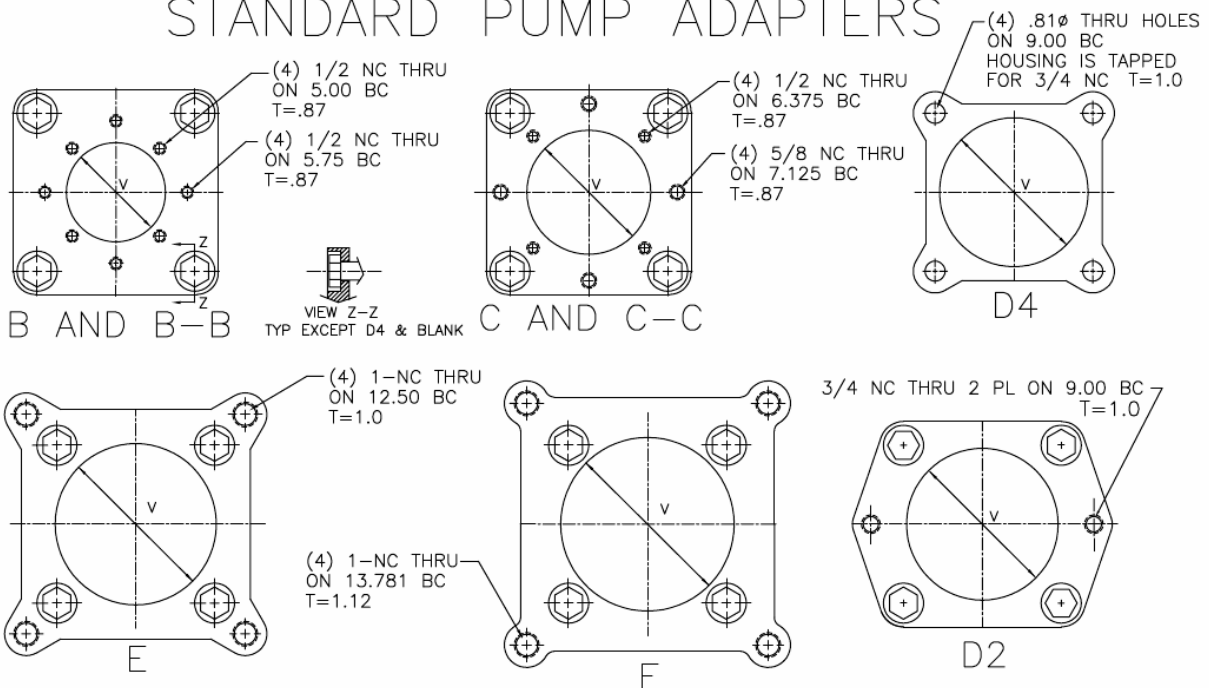 STANDARD PUMP ADAPTERS
(4) 1/2 NC THRU
ON 5.00 BC
T=.87
(4) 1/2 NC THRU
ON 5.75 BC
T=.87
V
Z
Z
B AND B-B
VIEW Z-Z
TYP EXCEPT D4 & BLANK
(4) 1/2 NC THRU
ON 6.375 BC
T=.87
(4) 5/8 NC THRU
ON 7.125 BC
T=.87
V
C AND C-C
(4) .81ø THRU HOLES
ON 9.00 BC
HOUSING IS TAPPED
FOR 3/4 NC T=1.0
V
D4
(4) 1-NC THRU
ON 12.50 BC
T=1.0
V
E
(4) 1-NC THRU
ON 13.781 BC
T=1.12
V
F
3/4 NC THRU 2 PL ON 9.00 BC
T=1.0
V
D2